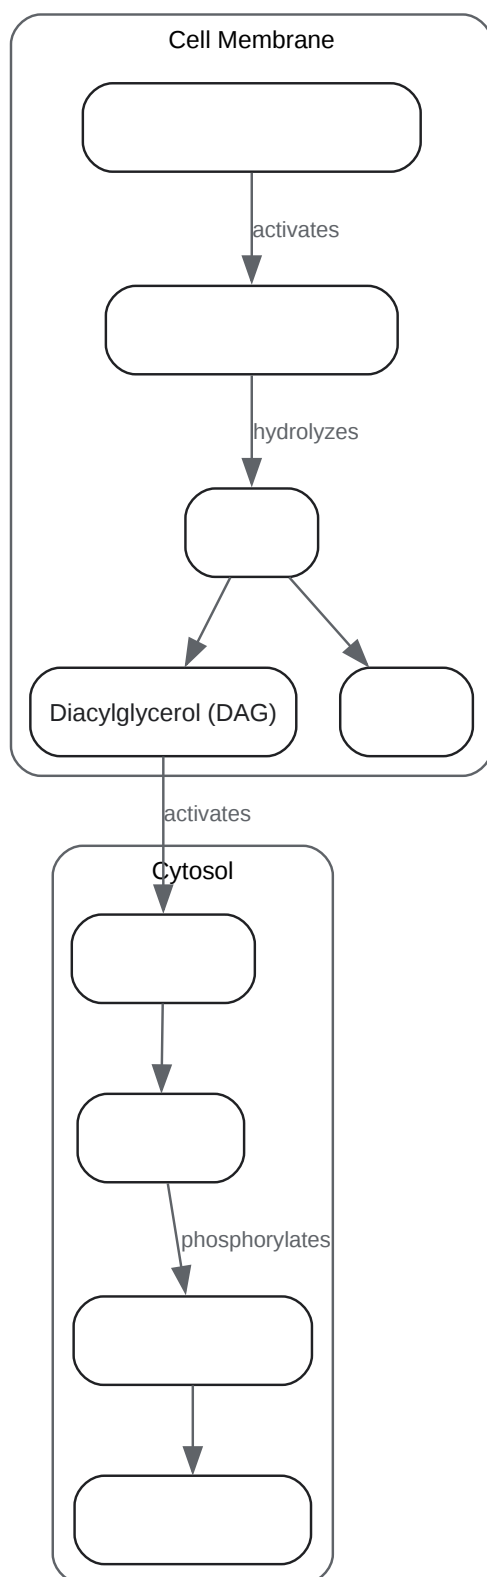 Cell Membrane
activates
hydrolyzes
Diacylglycerol (DAG)
activates
Cytosol
phosphorylates